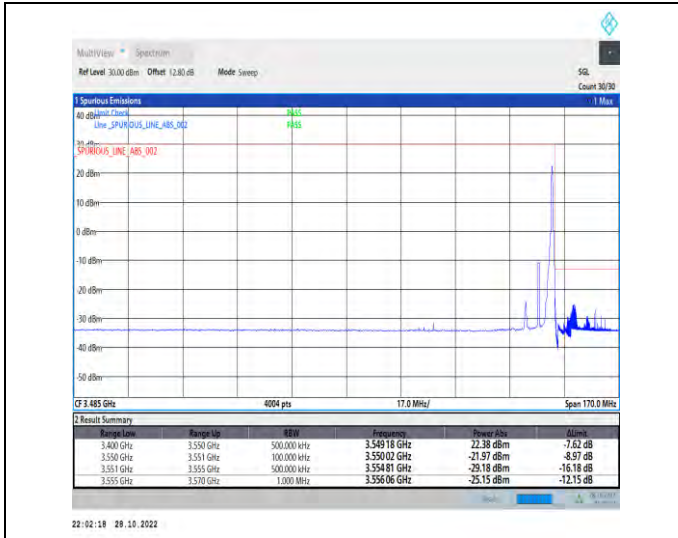 MultiView Spectrum
Ref Level 30.00 dBm Offset 12.80 dB Mode Sweep SGL
Count 30/30
1 Spurious Emissions 1 Max
40 dBm Limit Check PASS
Line _SPURIOUS_LINE_ABS_002 PASS
30 dBm
_SPURIOUS_LINE_ABS_002
20 dBm
10 dBm
0 dBm
-10 dBm
-20 dBm
-30 dBm
-40 dBm
-50 dBm
CF 3.485 GHz 4004 pts 17.0 MHz/ Span 170.0 MHz
2 Result Summary
Range Low Range Up RBW Frequency Power Abs ΔLimit
3.400 GHz 3.550 GHz 500.000 kHz 3.549 18 GHz 22.38 dBm -7.62 dB
3.550 GHz 3.551 GHz 100.000 kHz 3.550 02 GHz -21.97 dBm -8.97 dB
3.551 GHz 3.555 GHz 500.000 kHz 3.554 81 GHz -29.18 dBm -16.18 dB
3.555 GHz 3.570 GHz 1.000 MHz 3.556 06 GHz -25.15 dBm -12.15 dB
22:02:18 28.10.2022